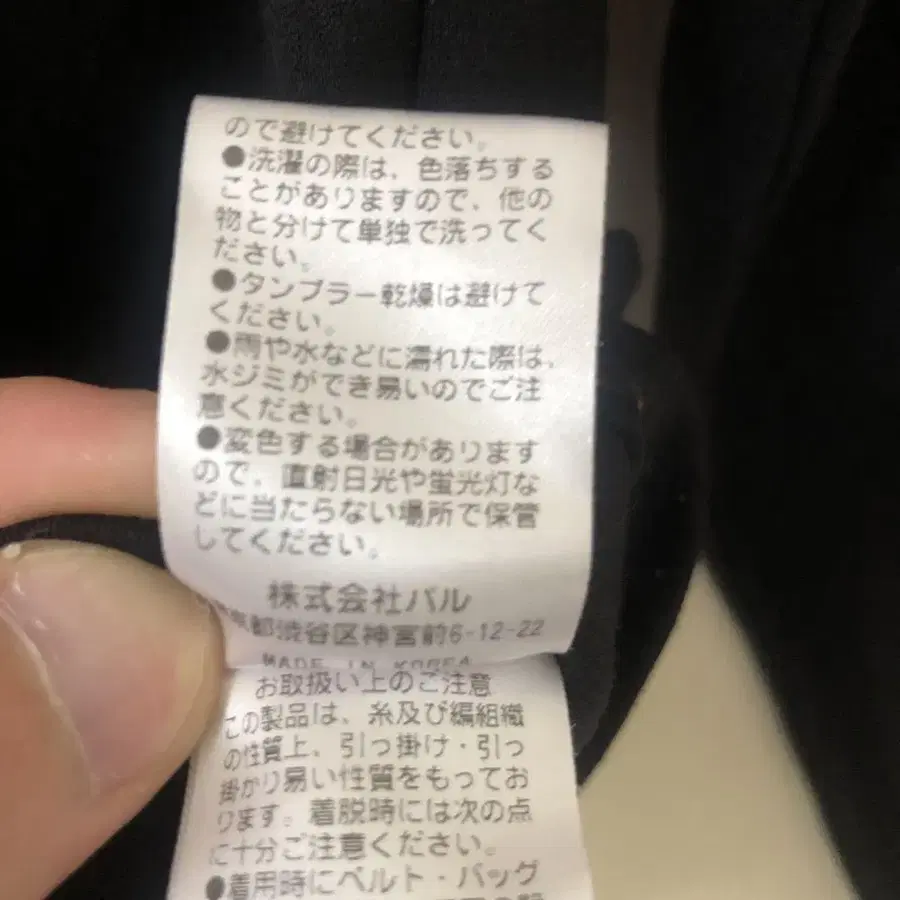 ので避けてください。
●洗濯の際は、色落ちする
ことがありますので、他の
物と分けて単独で洗ってく
ださい。
●タンブラー乾燥は避けて
ください。
●雨や水などに濡れた際は、
水ジミができ易いのでご注
意ください。
●変色する場合があります
ので、直射日光や蛍光灯な
どに当たらない場所で保管
してください。
株式会社バル
京都渋谷区神宮前6-12-22
MADE IN KOREA
お取扱い上のご注意
この製品は、糸及び編組織
の性質上、引っ掛け・引っ
掛かり易い性質をもってお
ります。着脱時には次の点
に十分ご注意ください。
●着用時にベルト・バッグ